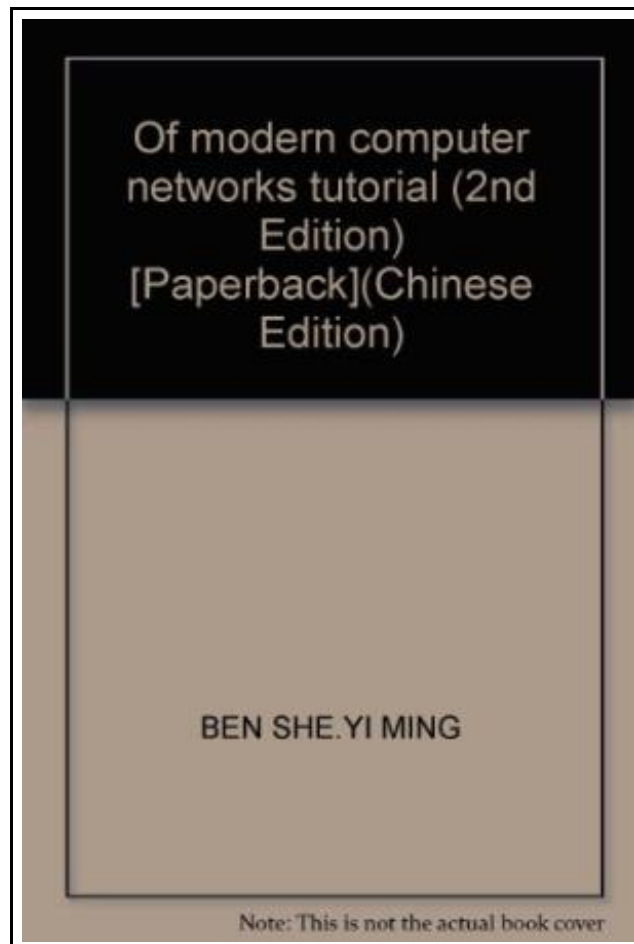 Of modern computer
networks tutorial (2nd
Edition)
[Paperback](Chinese
Edition)
BEN SHE.YI MING
Note: This is not the actual book cover